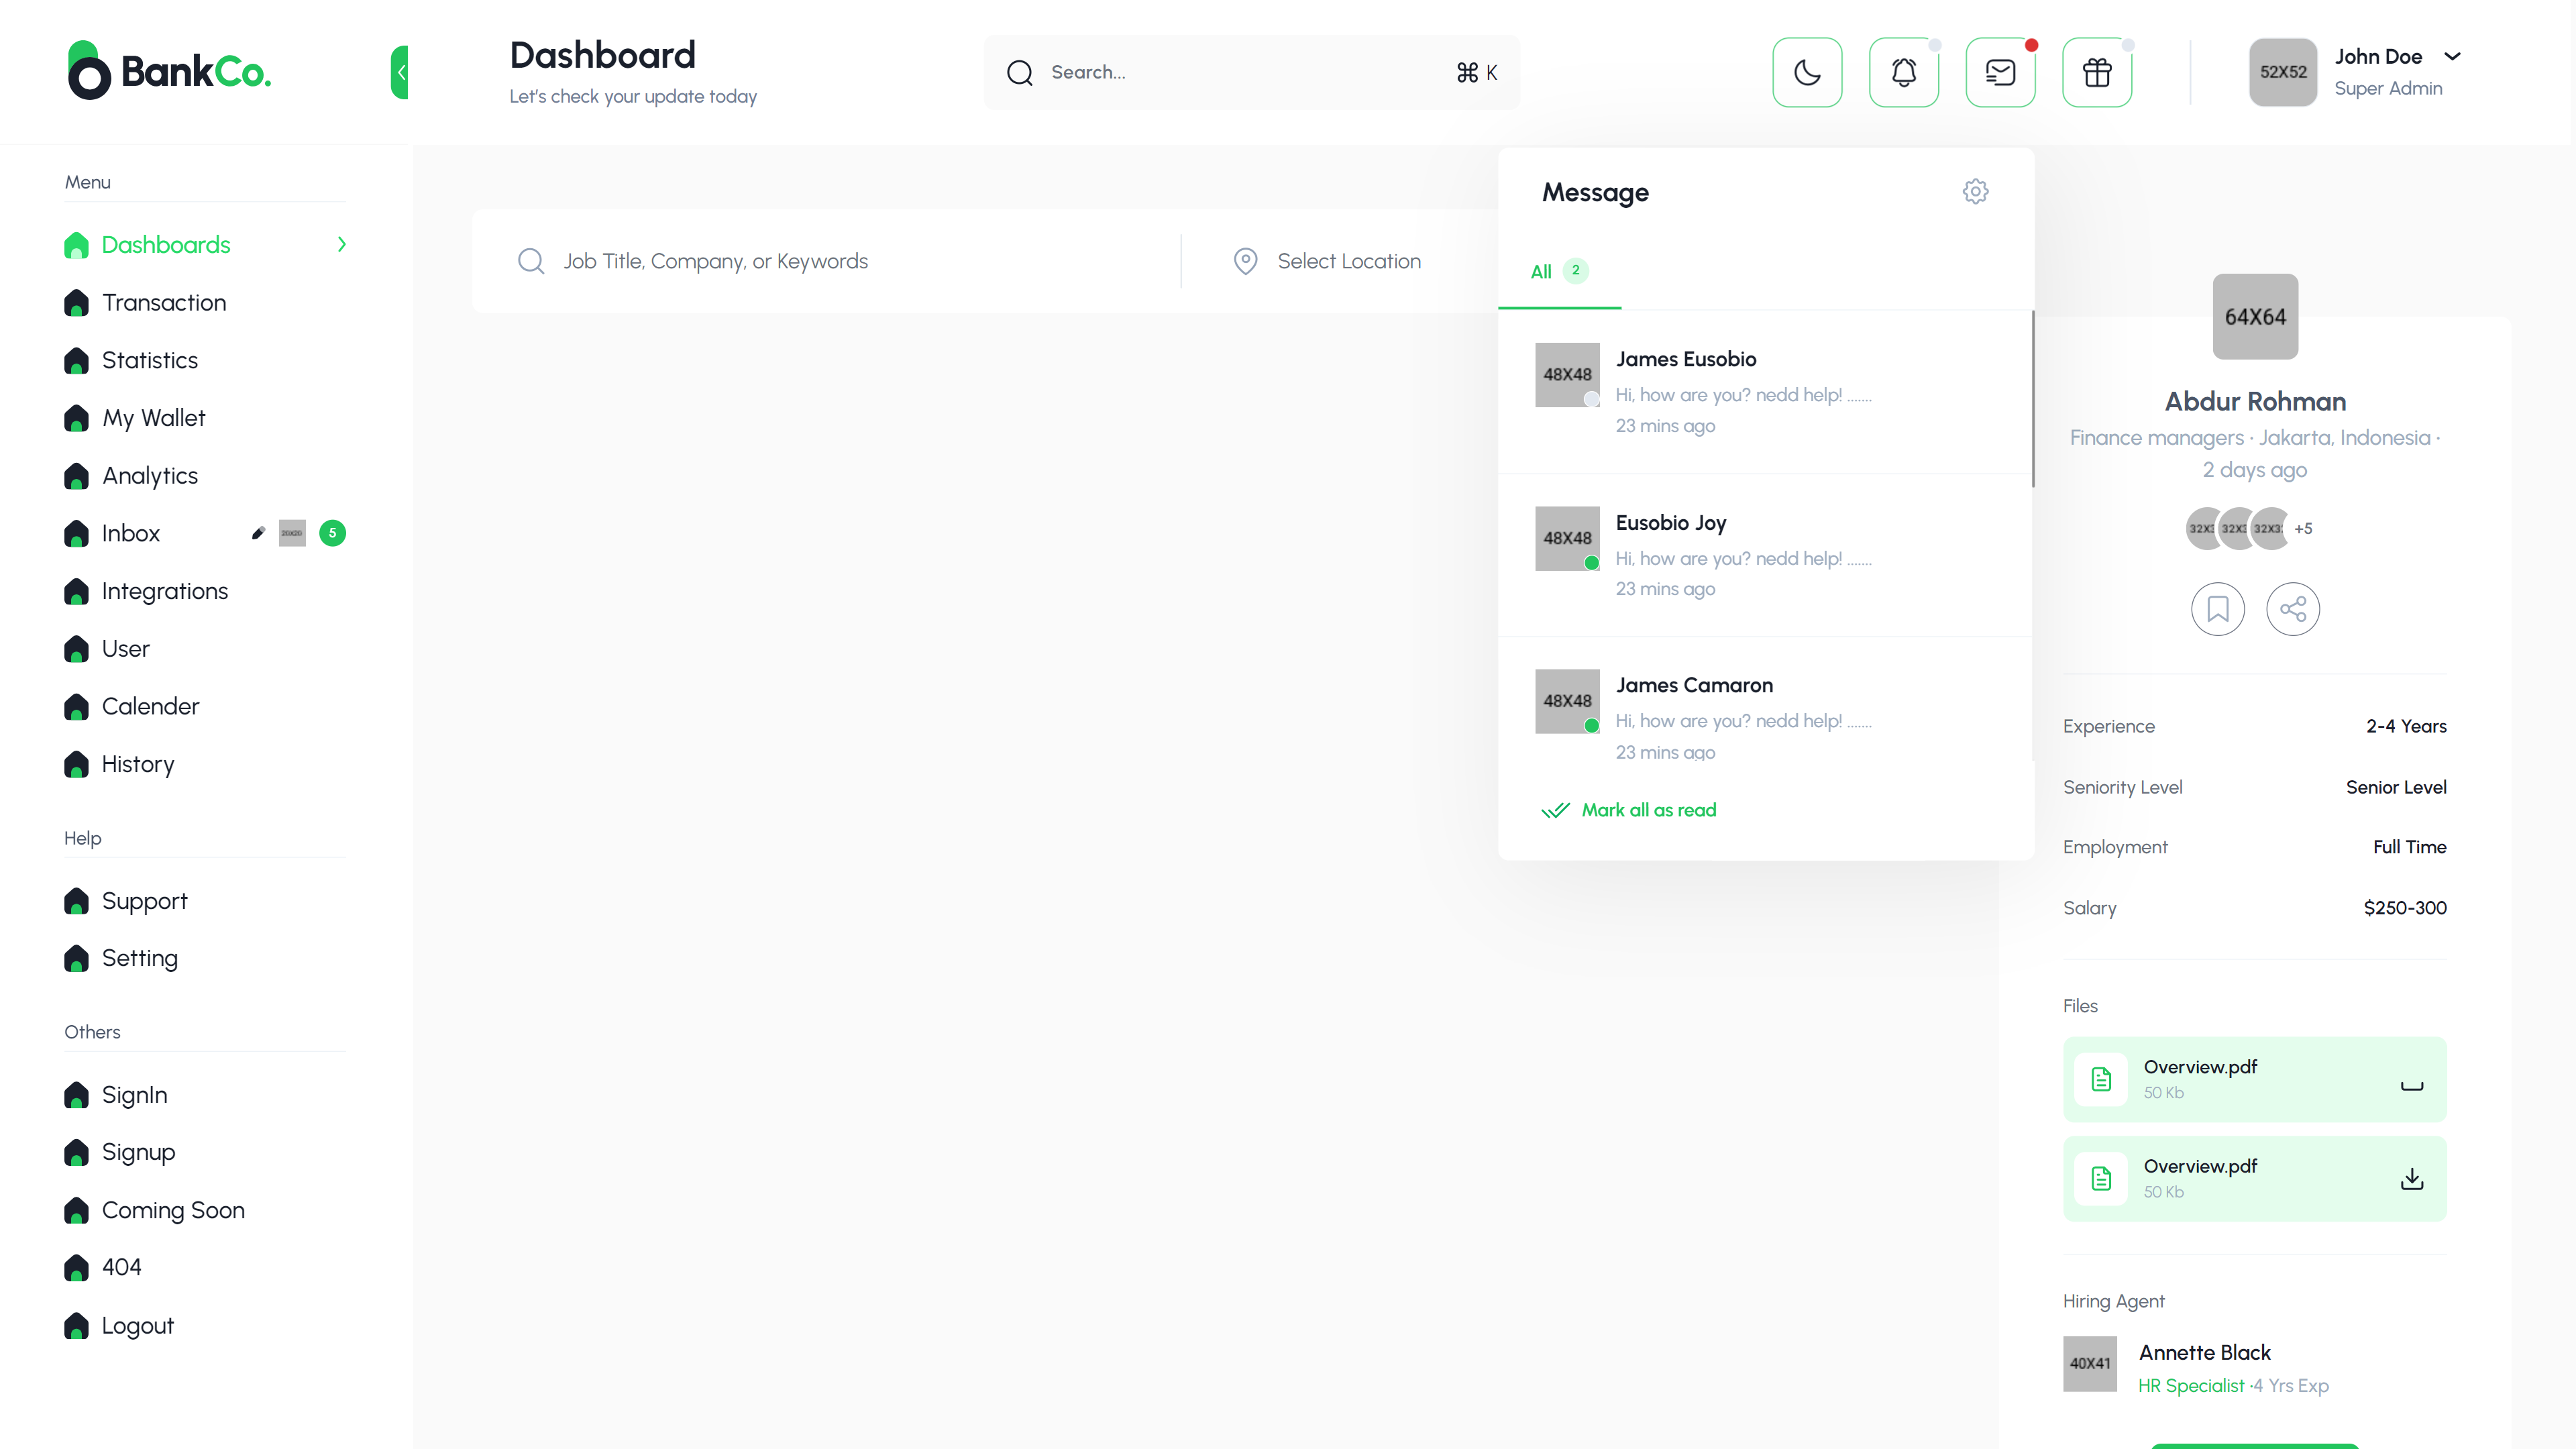 BankCo.
Dashboard
Let's check your update today
Search...
⌘ K
52X52
John Doe
Super Admin
Menu
Dashboards
Transaction
Statistics
My Wallet
Analytics
Inbox
5
Integrations
User
Calender
History
Help
Support
Setting
Others
SignIn
Signup
Coming Soon
404
Logout
Job Title, Company, or Keywords
Select Location
Message
All 2
48X48
James Eusobio
Hi, how are you? nedd help! .......
23 mins ago
48X48
Eusobio Joy
Hi, how are you? nedd help! .......
23 mins ago
48X48
James Camaron
Hi, how are you? nedd help! .......
23 mins ago
Mark all as read
64X64
Abdur Rohman
Finance managers · Jakarta, Indonesia ·
2 days ago
+5
Experience 2-4 Years
Seniority Level Senior Level
Employment Full Time
Salary $250-300
Files
Overview.pdf
50 Kb
Overview.pdf
50 Kb
Hiring Agent
40X41
Annette Black
HR Specialist ·4 Yrs Exp